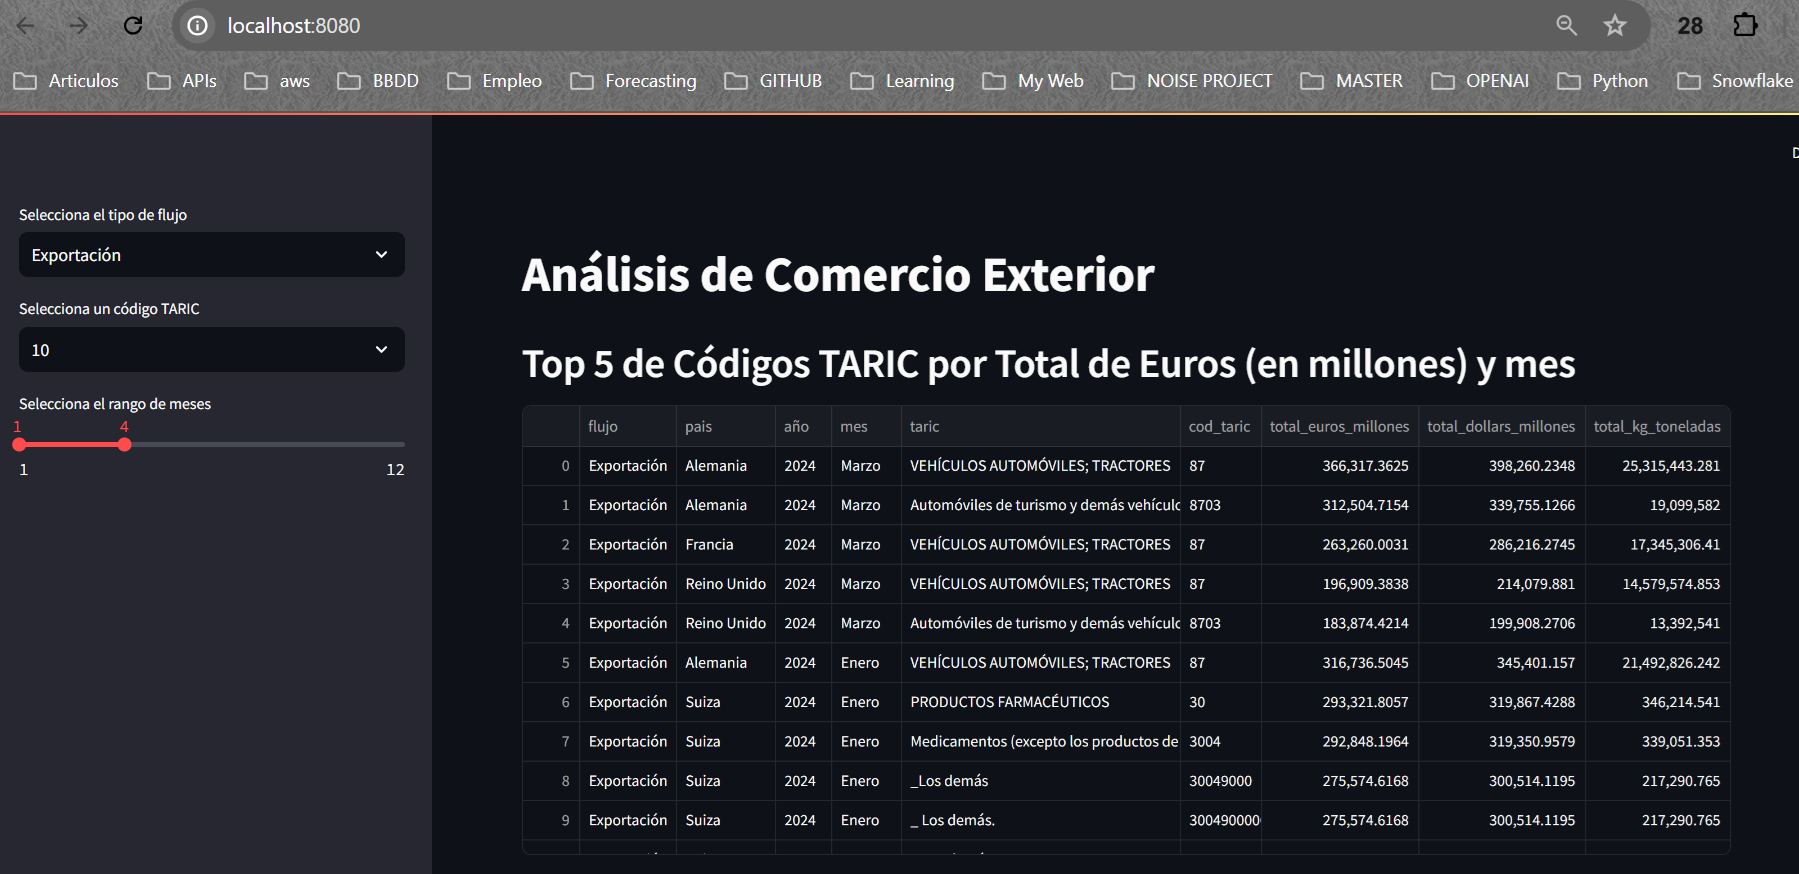 localhost:8080
28
Articulos APIs aws BBDD Empleo Forecasting GITHUB Learning My Web NOISE PROJECT MASTER OPENAI Python Snowflake
D
Selecciona el tipo de flujo
Exportación
Selecciona un código TARIC
10
Selecciona el rango de meses
1 4
1 12
Análisis de Comercio Exterior
Top 5 de Códigos TARIC por Total de Euros (en millones) y mes
flujo pais año mes taric cod_taric total_euros_millones total_dollars_millones total_kg_toneladas
0 Exportación Alemania 2024 Marzo VEHÍCULOS AUTOMÓVILES; TRACTORES 87 366,317.3625 398,260.2348 25,315,443.281
1 Exportación Alemania 2024 Marzo Automóviles de turismo y demás vehículo 8703 312,504.7154 339,755.1266 19,099,582
2 Exportación Francia 2024 Marzo VEHÍCULOS AUTOMÓVILES; TRACTORES 87 263,260.0031 286,216.2745 17,345,306.41
3 Exportación Reino Unido 2024 Marzo VEHÍCULOS AUTOMÓVILES; TRACTORES 87 196,909.3838 214,079.881 14,579,574.853
4 Exportación Reino Unido 2024 Marzo Automóviles de turismo y demás vehículo 8703 183,874.4214 199,908.2706 13,392,541
5 Exportación Alemania 2024 Enero VEHÍCULOS AUTOMÓVILES; TRACTORES 87 316,736.5045 345,401.157 21,492,826.242
6 Exportación Suiza 2024 Enero PRODUCTOS FARMACÉUTICOS 30 293,321.8057 319,867.4288 346,214.541
7 Exportación Suiza 2024 Enero Medicamentos (excepto los productos de 3004 292,848.1964 319,350.9579 339,051.353
8 Exportación Suiza 2024 Enero _Los demás 30049000 275,574.6168 300,514.1195 217,290.765
9 Exportación Suiza 2024 Enero _ Los demás. 300490000 275,574.6168 300,514.1195 217,290.765